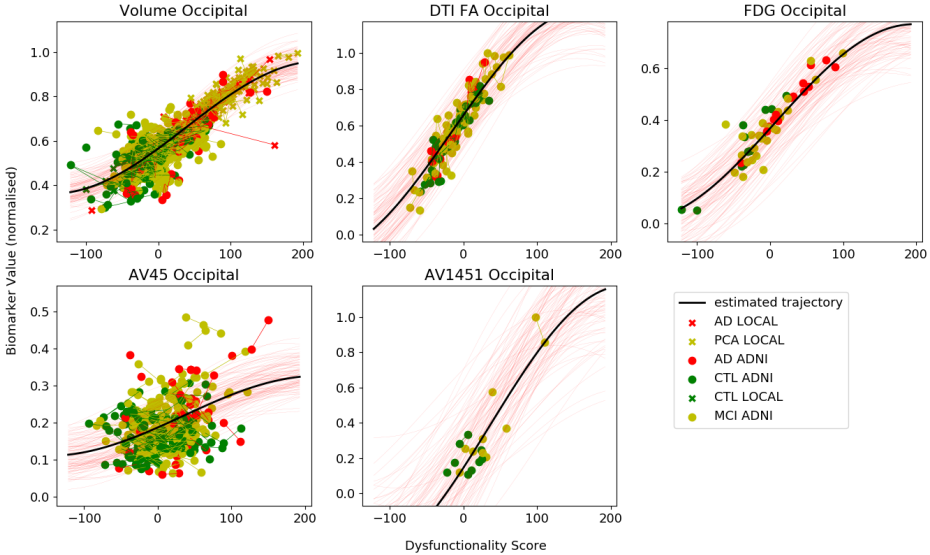 Volume Occipital
1.0
0.8
0.6
0.4
0.2
−100 0 100 200
DTI FA Occipital
1.0
0.8
0.6
0.4
0.2
0.0
−100 0 100 200
FDG Occipital
0.6
0.4
0.2
0.0
−100 0 100 200
AV45 Occipital
0.5
0.4
0.3
0.2
0.1
0.0
−100 0 100 200
AV1451 Occipital
1.0
0.8
0.6
0.4
0.2
0.0
−100 0 100 200
estimated trajectory
AD LOCAL
PCA LOCAL
AD ADNI
CTL ADNI
CTL LOCAL
MCI ADNI
Biomarker Value (normalised)
Dysfunctionality Score